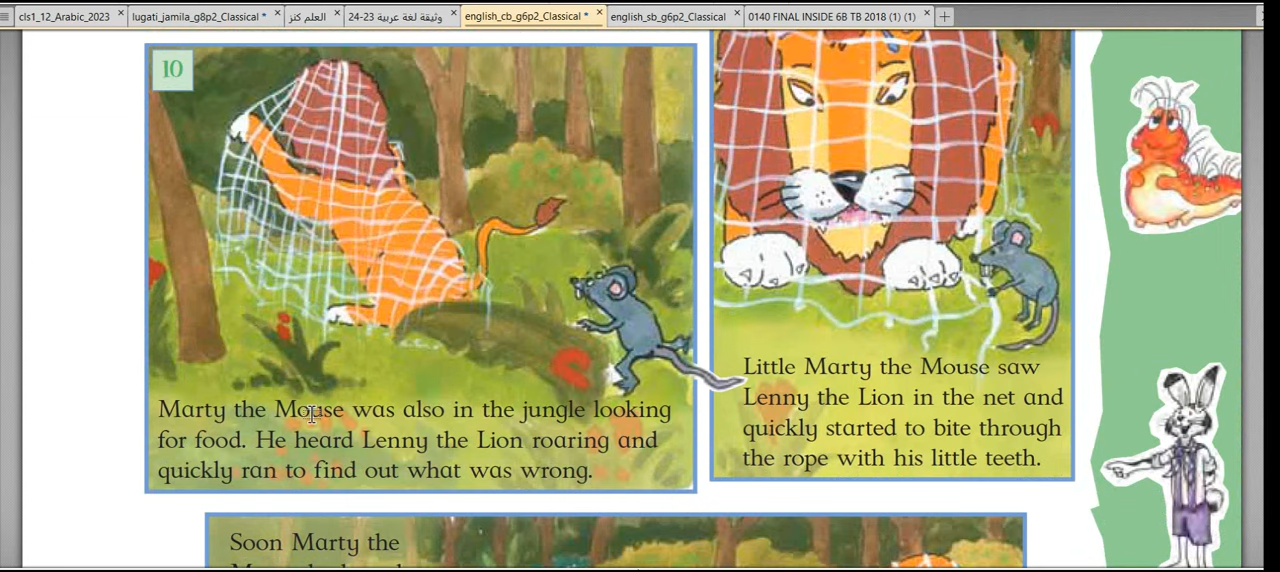 cls1_12_Arabic_2023
lugati_jamila_g8p2_Classical *
العلم كنز
وثيقة لغة عربية 23-24
english_cb_g6p2_Classical *
english_sb_g6p2_Classical
0140 FINAL INSIDE 6B TB 2018 (1) (1)
10
Marty the Mouse was also in the jungle looking
for food. He heard Lenny the Lion roaring and
quickly ran to find out what was wrong.
Little Marty the Mouse saw
Lenny the Lion in the net and
quickly started to bite through
the rope with his little teeth.
Soon Marty the